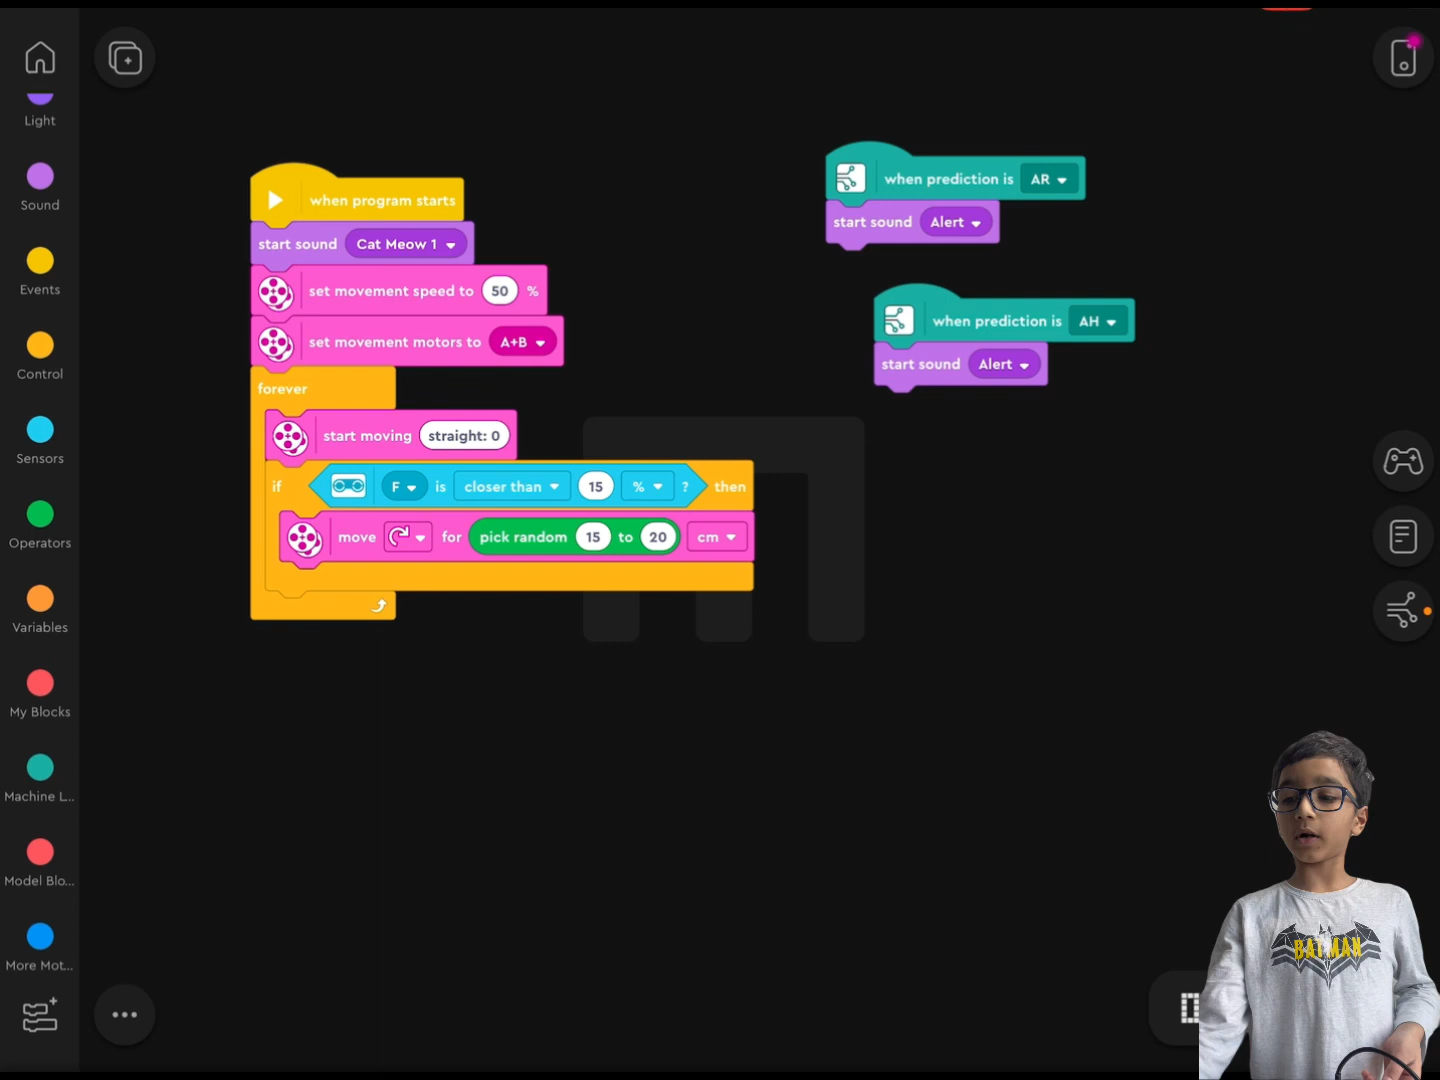 Light
Sound
Events
Control
Sensors
Operators
Variables
My Blocks
Machine L...
Model Blo...
More Mot...
when program starts
start sound Cat Meow 1
set movement speed to 50 %
set movement motors to A+B
forever
start moving straight: 0
if F is closer than 15 % ? then
move for pick random 15 to 20 cm
when prediction is AR
start sound Alert
when prediction is AH
start sound Alert
BATMAN